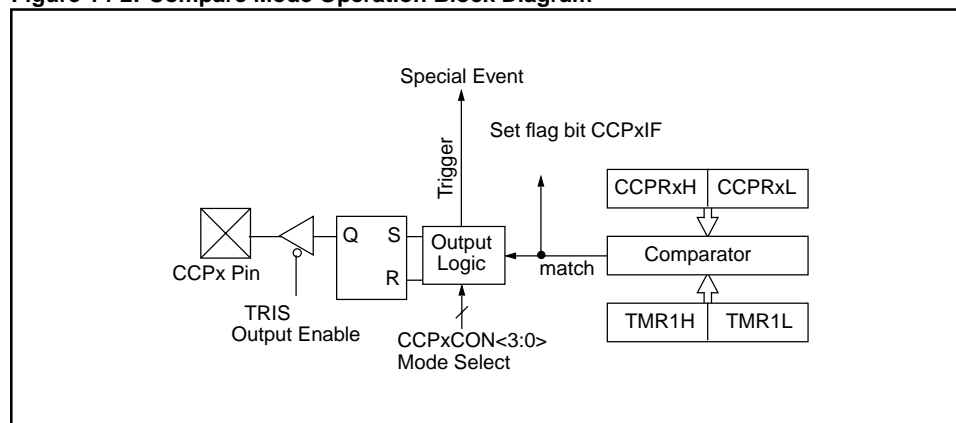 Figure 14-2: Compare Mode Operation Block Diagram
Special Event
Set flag bit CCPxIF
Trigger
CCPRxH CCPRxL
Q S
R
Output
Logic
match
Comparator
CCPx Pin
TRIS
Output Enable
CCPxCON<3:0>
Mode Select
TMR1H TMR1L